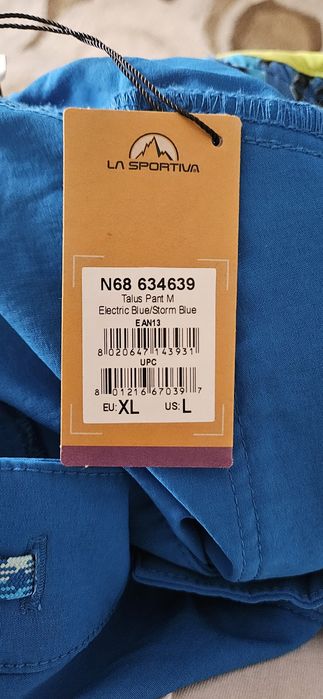 LA SPORTIVA
N68 634639
Talus Pant M
Electric Blue/Storm Blue
EAN13
8 020647 143931
UPC
8 01216 67039 7
EU: XL US: L